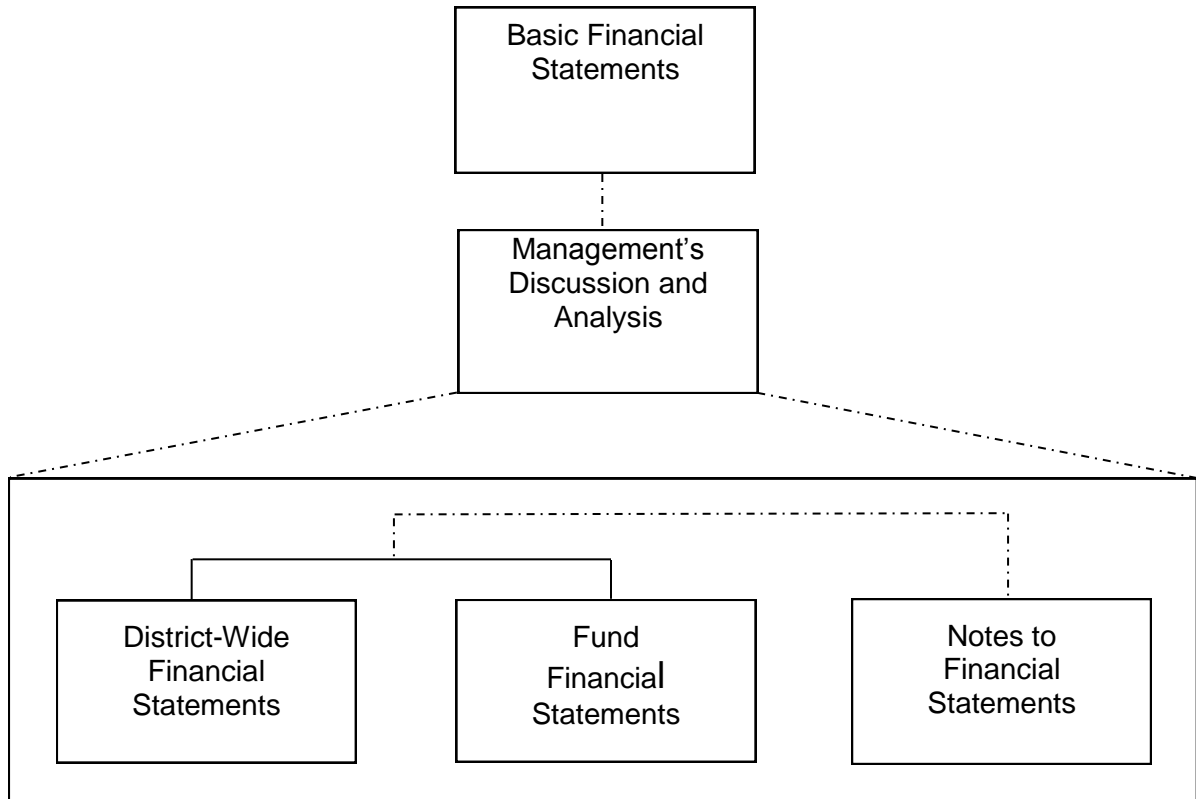 Basic Financial
Statements
Management’s
Discussion and
Analysis
District-Wide
Financial
Statements
Fund
Financial
Statements
Notes to
Financial
Statements